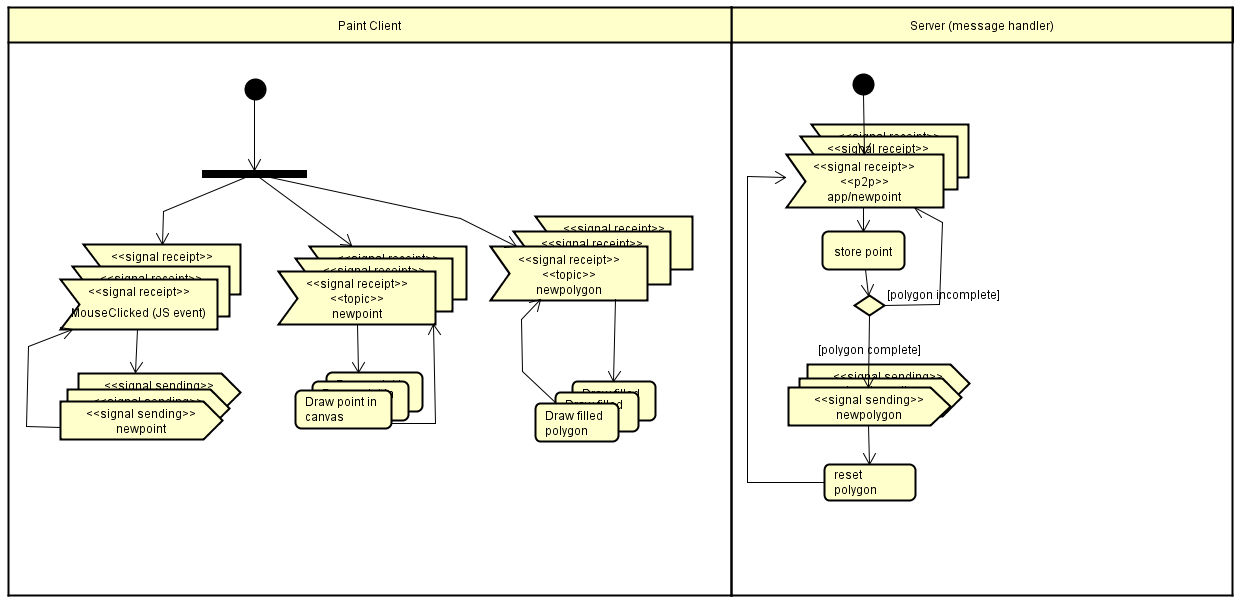 Paint Client
Server (message handler)
<<signal receipt>>
<<signal receipt>>
<<signal receipt>>
MouseClicked (JS event)
<<signal sending>>
<<signal sending>>
<<signal sending>>
newpoint
<<signal receipt>>
<<signal receipt>>
<<signal receipt>>
<<topic>>
newpoint
Draw point in
canvas
<<signal receipt>>
<<signal receipt>>
<<signal receipt>>
<<topic>>
newpolygon
Draw filled
Draw filled
Draw filled
polygon
<<signal receipt>>
<<signal receipt>>
<<signal receipt>>
<<p2p>>
app/newpoint
store point
[polygon incomplete]
[polygon complete]
<<signal sending>>
<<signal sending>>
newpolygon
reset
polygon